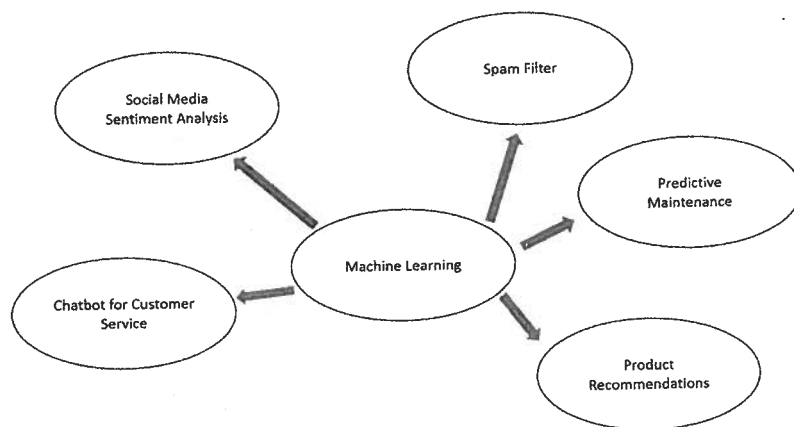 Spam Filter
Social Media
Sentiment Analysis
Predictive
Maintenance
Machine Learning
Chatbot for Customer
Service
Product
Recommendations